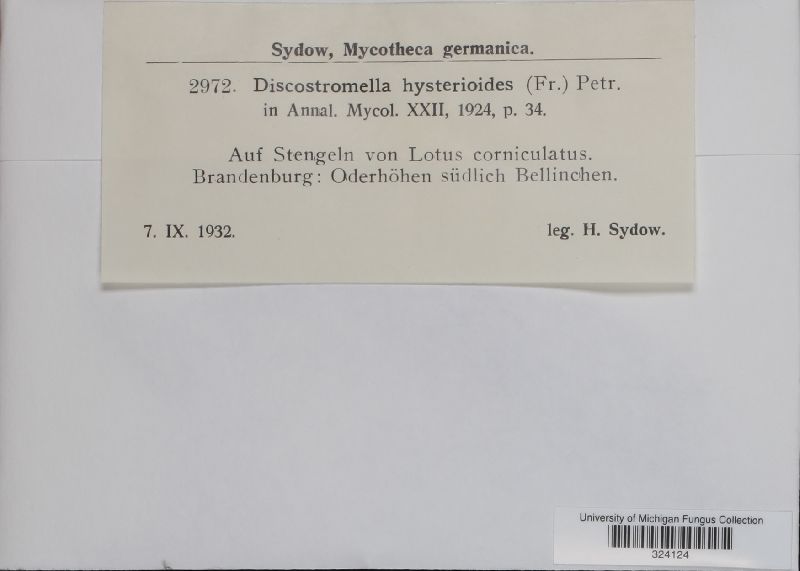 Sydow, Mycotheca germanica.
2972. Discostromella hysterioides (Fr.) Petr.
in Annal. Mycol. XXII, 1924, p. 34.
Auf Stengeln von Lotus corniculatus.
Brandenburg: Oderhöhen südlich Bellinchen.
7. IX. 1932. leg. H. Sydow.
University of Michigan Fungus Collection
324124